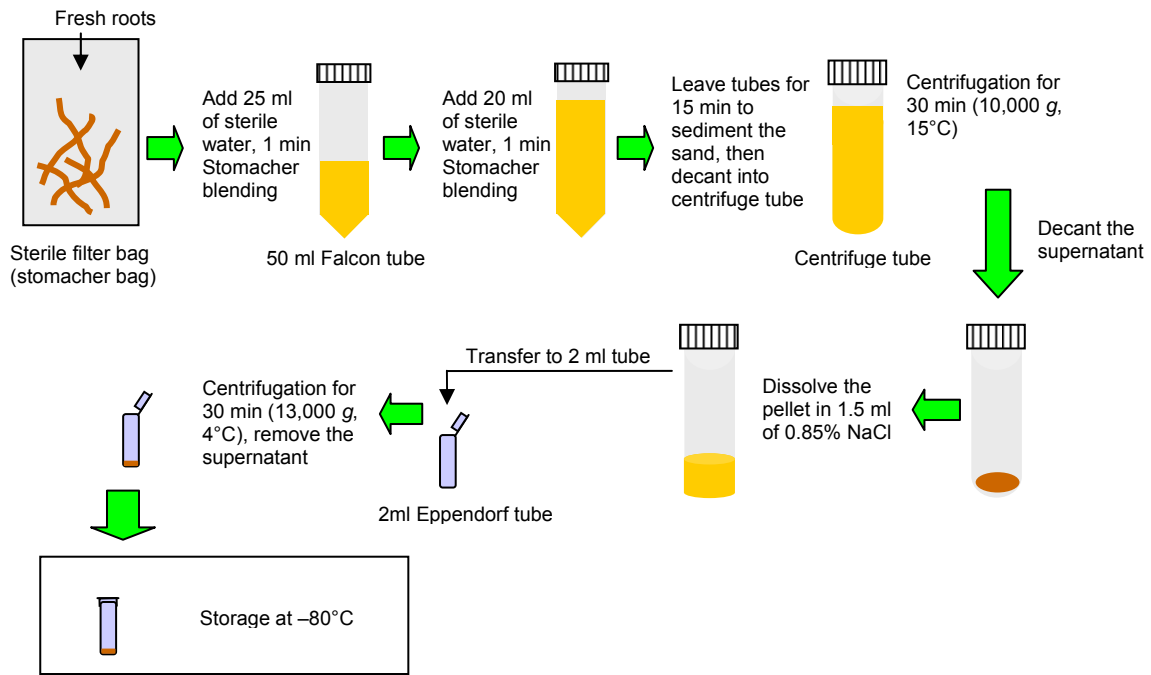 Fresh roots
Sterile filter bag
(stomacher bag)
Add 25 ml
of sterile
water, 1 min
Stomacher
blending
50 ml Falcon tube
Add 20 ml
of sterile
water, 1 min
Stomacher
blending
Leave tubes for
15 min to
sediment the
sand, then
decant into
centrifuge tube
Centrifuge tube
Centrifugation for
30 min (10,000 g,
15°C)
Decant the
supernatant
Dissolve the
pellet in 1.5 ml
of 0.85% NaCl
Transfer to 2 ml tube
2ml Eppendorf tube
Centrifugation for
30 min (13,000 g,
4°C), remove the
supernatant
Storage at –80°C